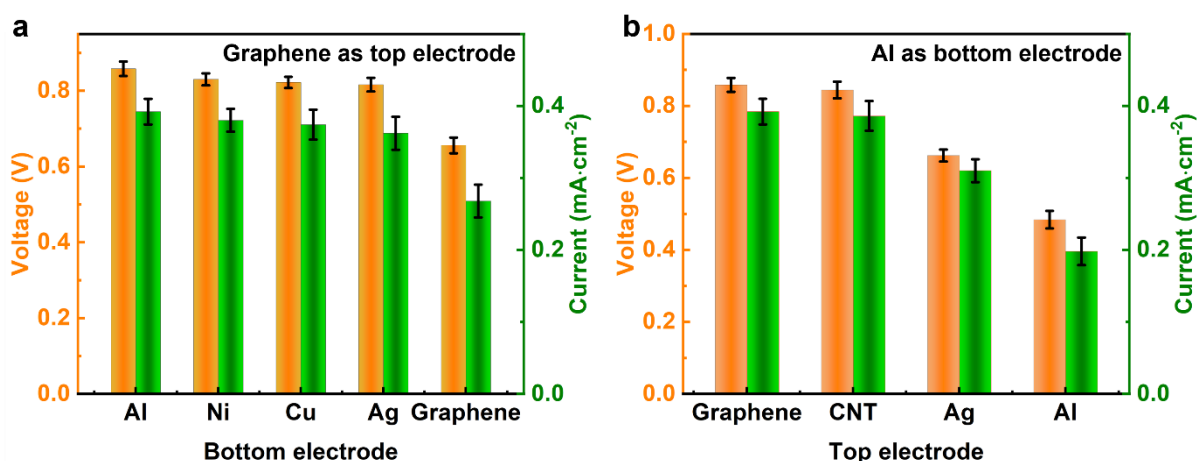 a
Graphene as top electrode
Voltage (V)
0.8
0.6
0.4
0.2
0.0
Current (mA·cm-2)
0.4
0.2
0.0
Al Ni Cu Ag Graphene
Bottom electrode
b
Al as bottom electrode
Voltage (V)
1.0
0.8
0.6
0.4
0.2
0.0
Current (mA·cm-2)
0.4
0.2
0.0
Graphene CNT Ag Al
Top electrode